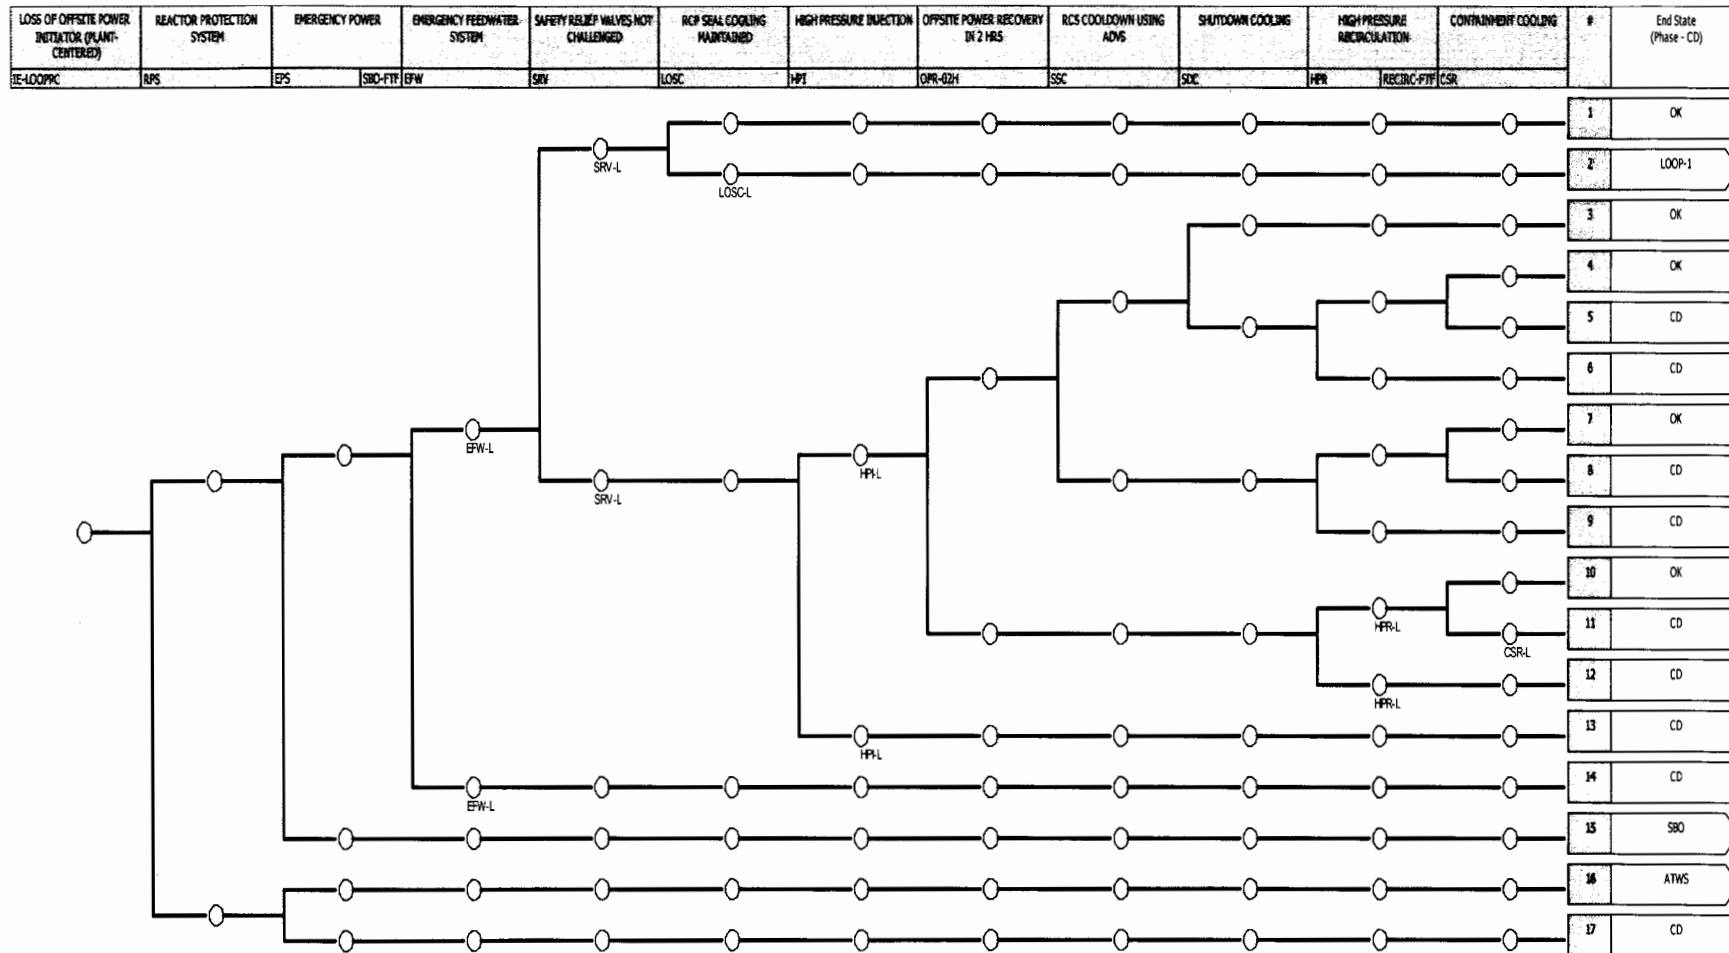 LOSS OF OFFSITE POWER
INITIATOR (PLANT-
CENTERED)
REACTOR PROTECTION
SYSTEM
EMERGENCY POWER
EMERGENCY FEEDWATER
SYSTEM
SAFETY RELIEF VALVES NOT
CHALLENGED
RCP SEAL COOLING
MAINTAINED
HIGH PRESSURE INJECTION
OFFSITE POWER RECOVERY
IN 2 HRS
RCS COOLDOWN USING
ADVS
SHUTDOWN COOLING
HIGH PRESSURE
RECIRCULATION
CONTAINMENT COOLING
#
End State
(Phase - CD)
IE-LOOPPC
RPS
EPS
SBO-FTF
EFW
SRV
LOSC
HPI
OPR-02H
SSC
SDC
HPR
RECIRC-FTF
CSR
1 OK
SRV-L
2 LOOP-1
LOSC-L
3 OK
4 OK
5 CD
6 CD
7 OK
EFW-L
8 CD
HPI-L
SRV-L
9 CD
10 OK
11 CD
HPR-L
CSR-L
12 CD
HPR-L
13 CD
HPI-L
14 CD
EFW-L
15 SBO
16 ATWS
17 CD